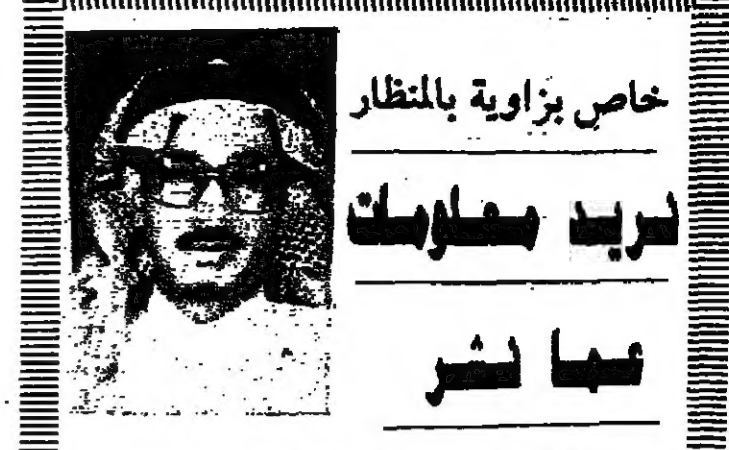 خاص بزاوية بالمنظار
نريد معلومات
عما نشر